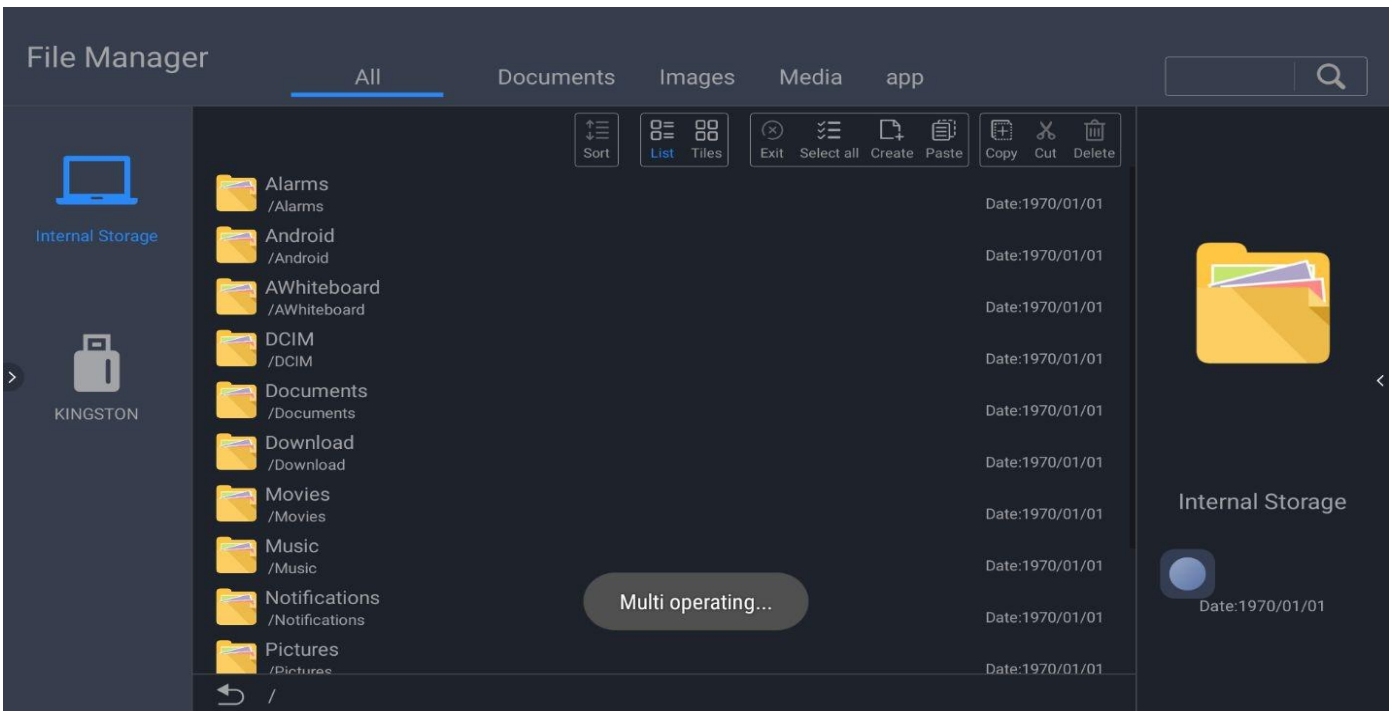 File Manager
All Documents Images Media app
Sort List Tiles Exit Select all Create Paste Copy Cut Delete
Internal Storage
KINGSTON
Alarms
/Alarms Date:1970/01/01
Android
/Android Date:1970/01/01
AWhiteboard
/AWhiteboard Date:1970/01/01
DCIM
/DCIM Date:1970/01/01
Documents
/Documents Date:1970/01/01
Download
/Download Date:1970/01/01
Movies
/Movies Date:1970/01/01
Music
/Music Date:1970/01/01
Notifications
/Notifications Date:1970/01/01
Pictures
/Pictures Date:1970/01/01
Multi operating...
/
Internal Storage
Date:1970/01/01